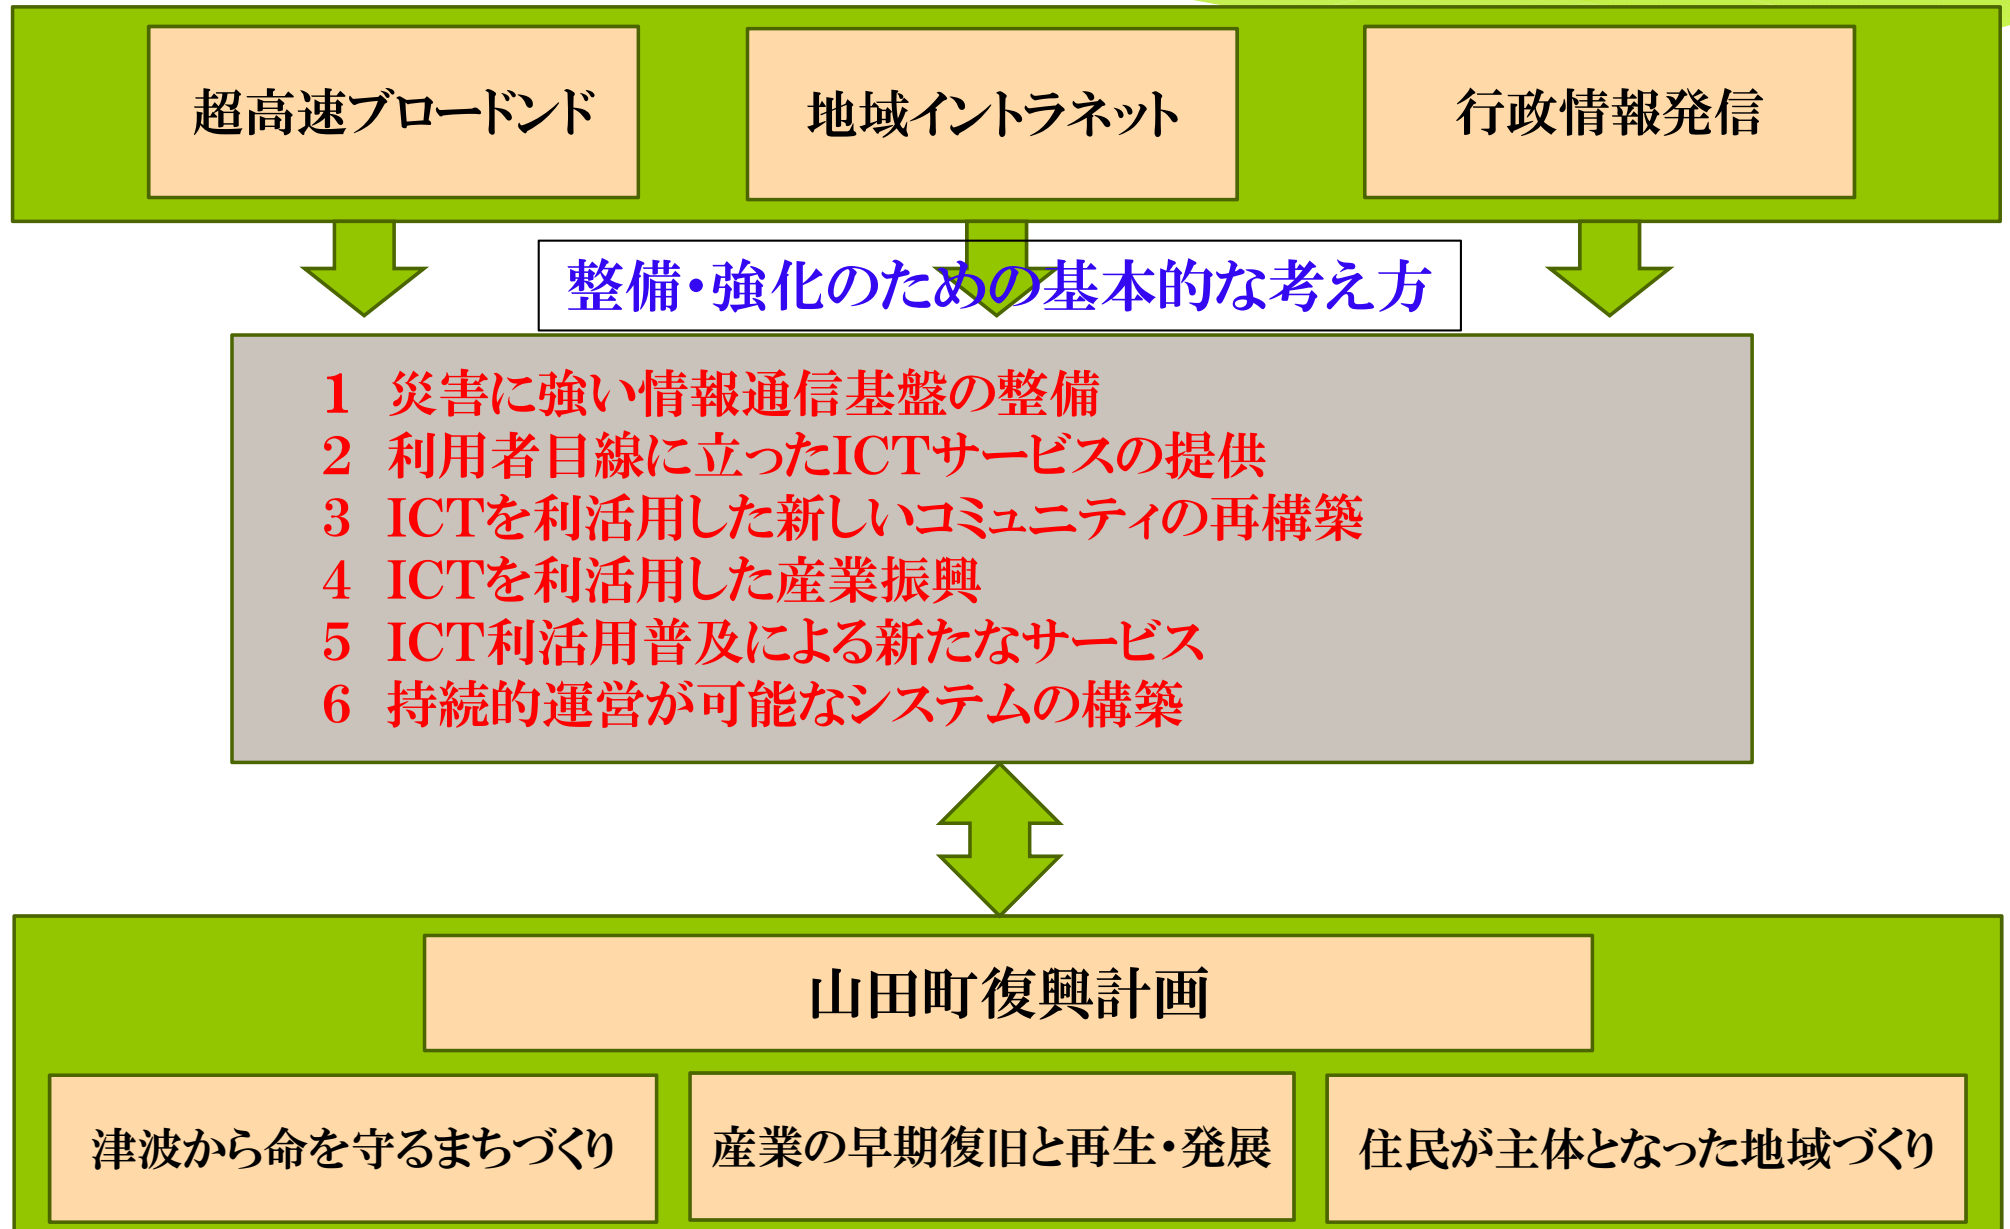 超高速ブロードンド
地域イントラネット
行政情報発信
整備・強化のための基本的な考え方
1 災害に強い情報通信基盤の整備
2 利用者目線に立ったICTサービスの提供
3 ICTを利活用した新しいコミュニティの再構築
4 ICTを利活用した産業振興
5 ICT利活用普及による新たなサービス
6 持続的運営が可能なシステムの構築
山田町復興計画
津波から命を守るまちづくり
産業の早期復旧と再生・発展
住民が主体となった地域づくり